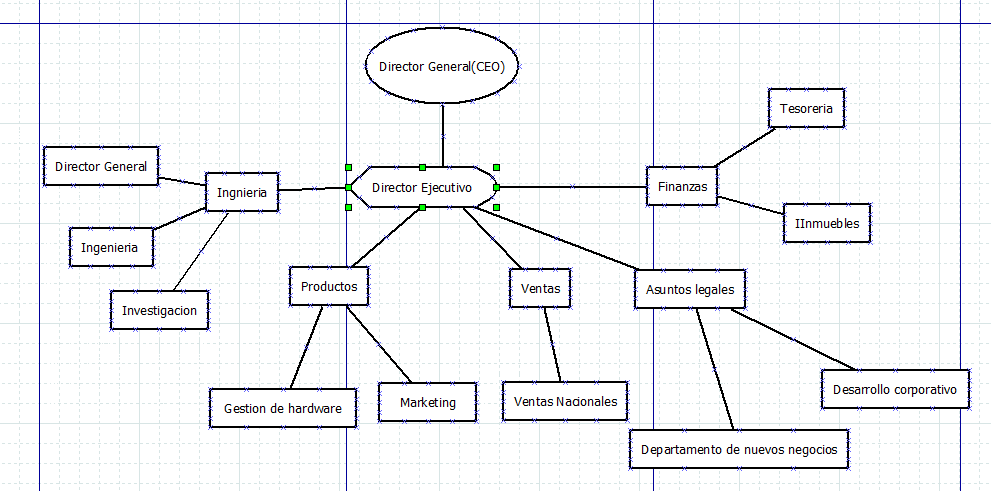 Director General(CEO)
Tesoreria
Director General
Ingnieria
Director Ejecutivo
Finanzas
IInmuebles
Ingenieria
Investigacion
Productos
Ventas
Asuntos legales
Gestion de hardware
Marketing
Ventas Nacionales
Desarrollo corporativo
Departamento de nuevos negocios